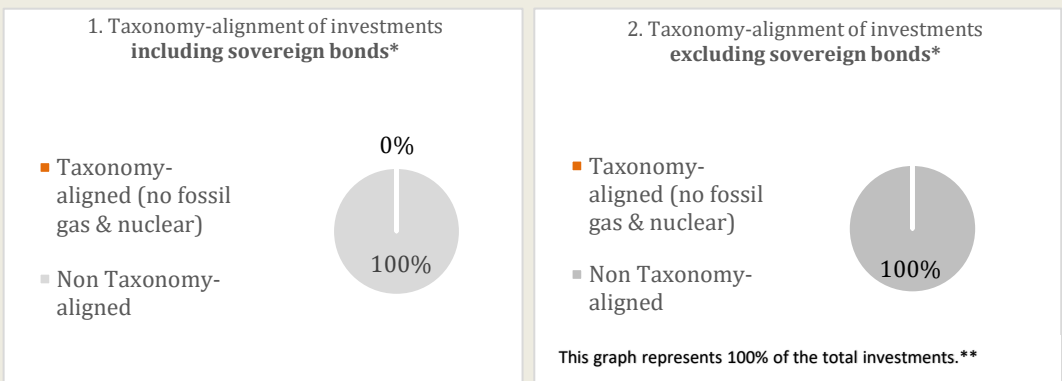 1. Taxonomy-alignment of investments
including sovereign bonds*
Taxonomy-
aligned (no fossil
gas & nuclear)
Non Taxonomy-
aligned
0%
100%
2. Taxonomy-alignment of investments
excluding sovereign bonds*
Taxonomy-
aligned (no fossil
gas & nuclear)
Non Taxonomy-
aligned
100%
This graph represents 100% of the total investments.**